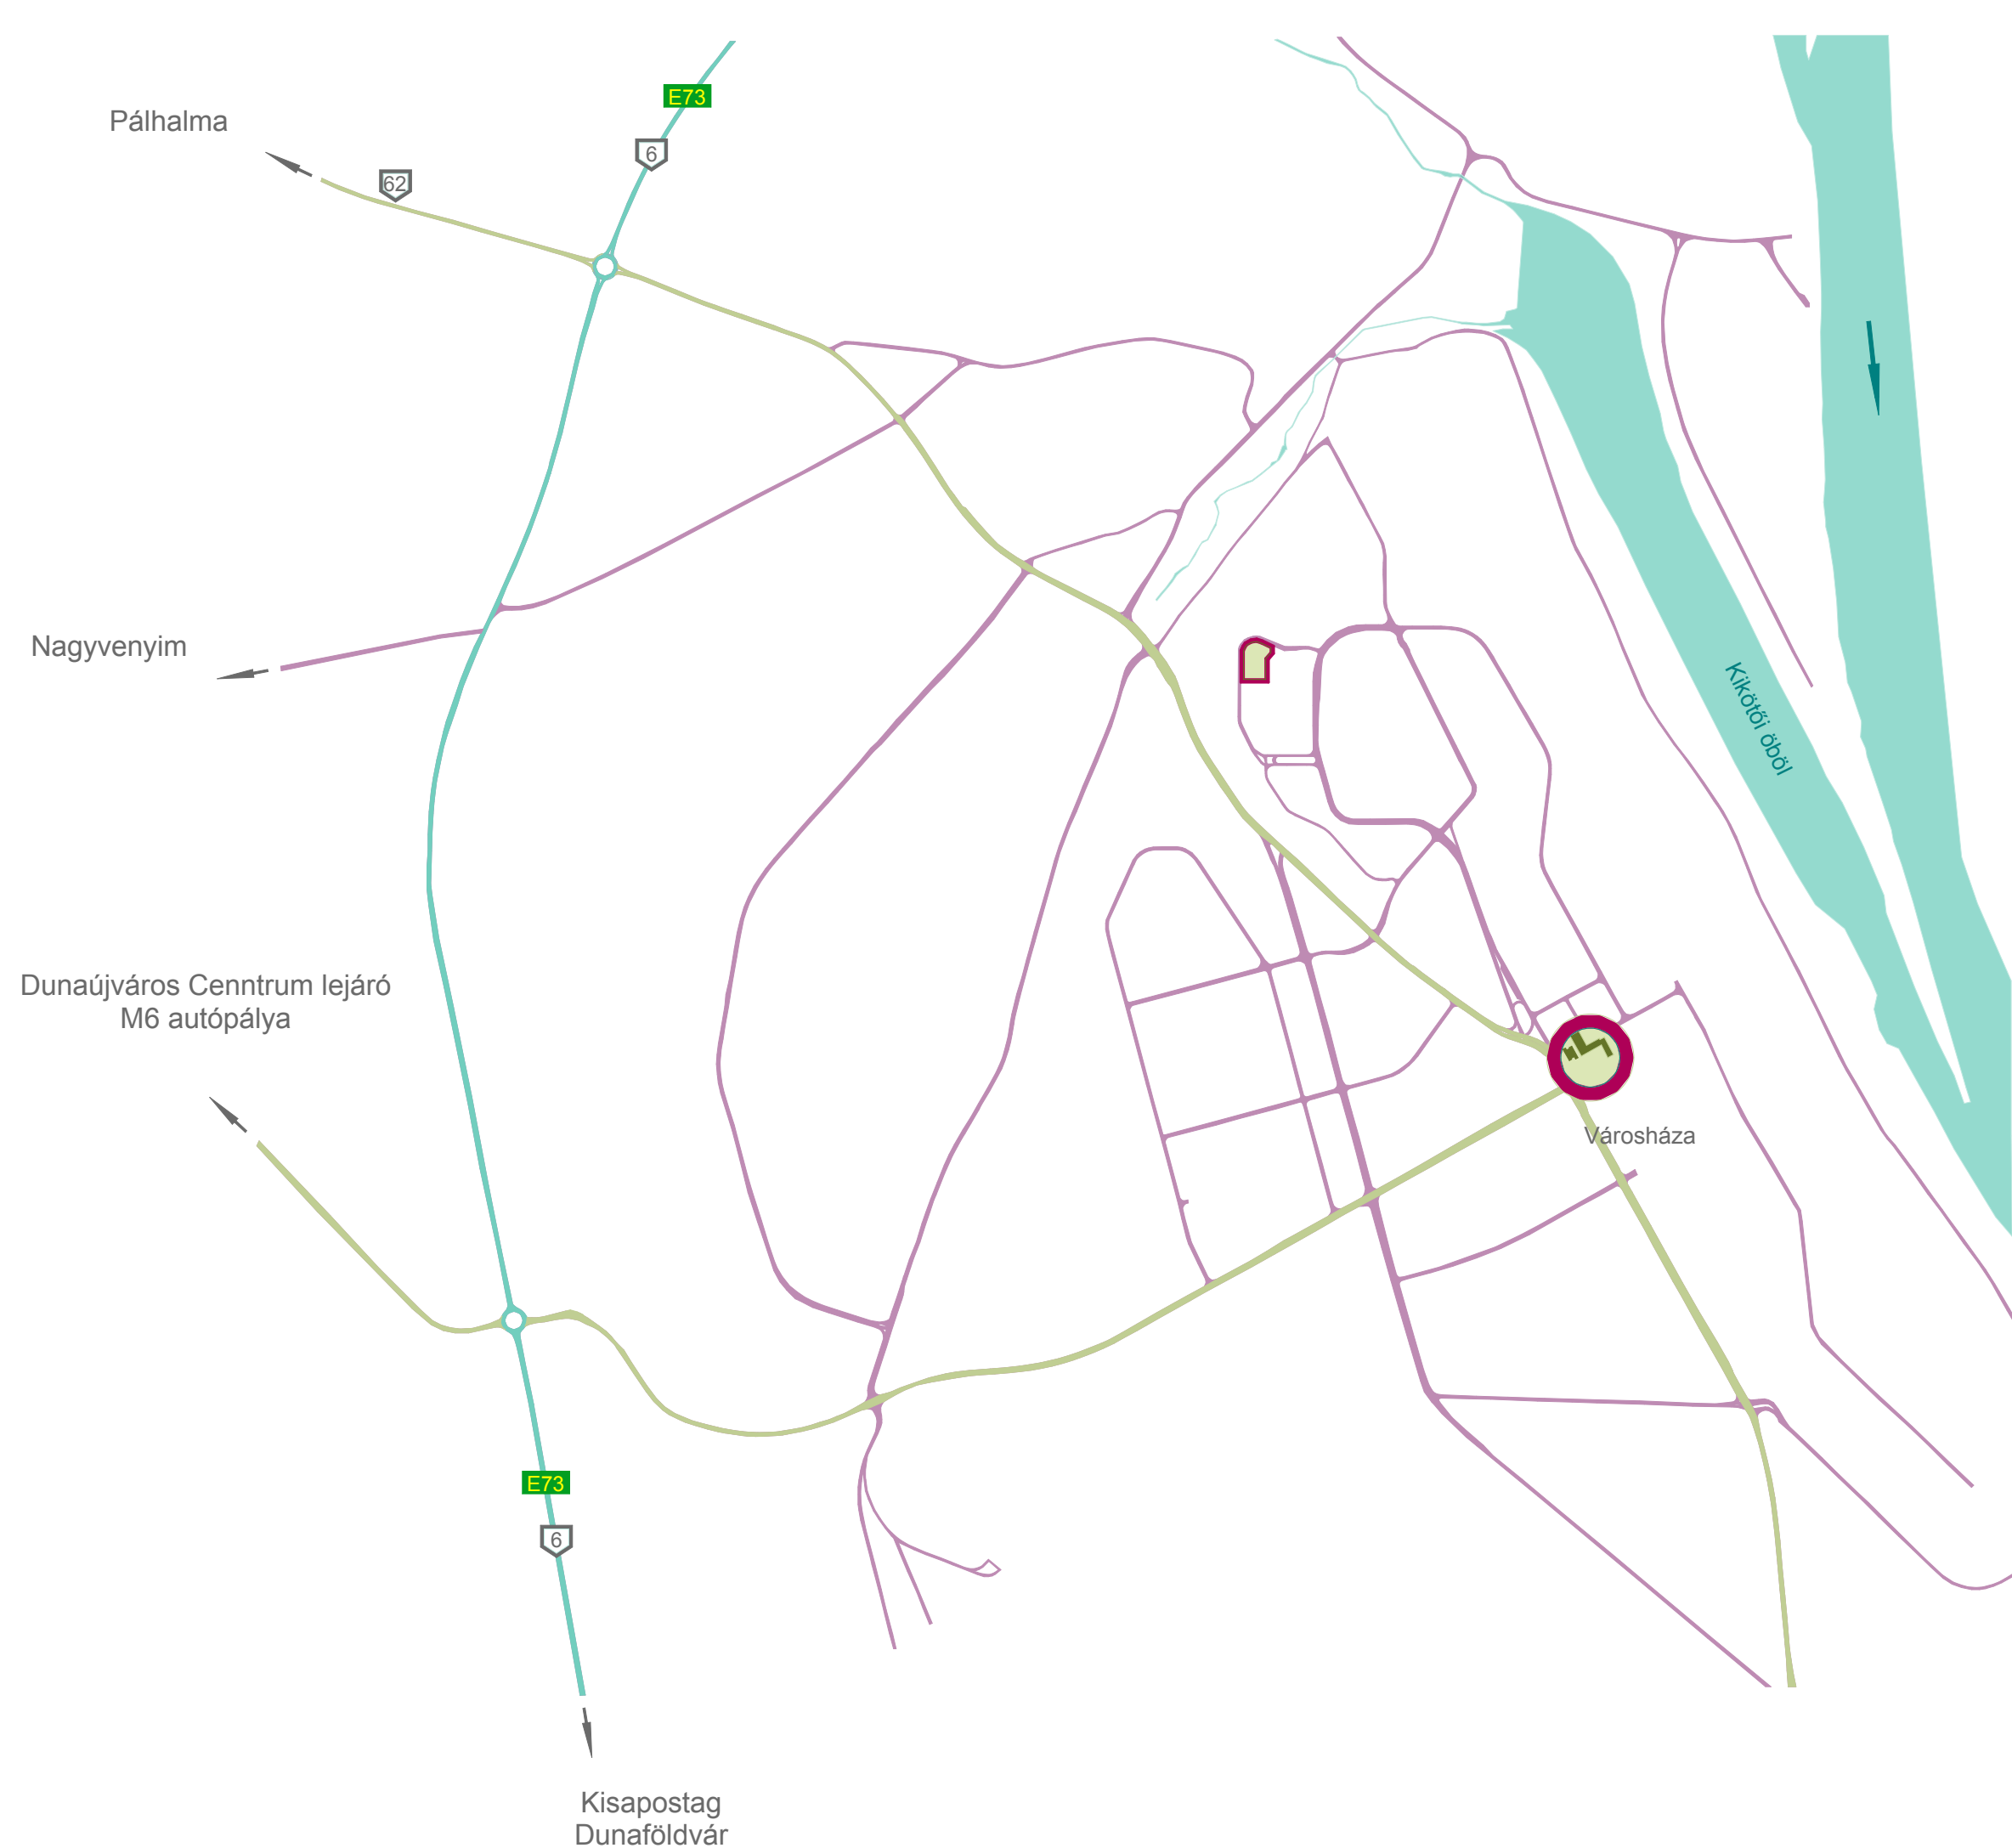 E73
Pálhalma
6
62
Nagyvenyim
Kikötői öböl
Dunaújváros Cenntrum lejáró
M6 autópálya
Városháza
E73
6
Kisapostag
Dunaföldvár